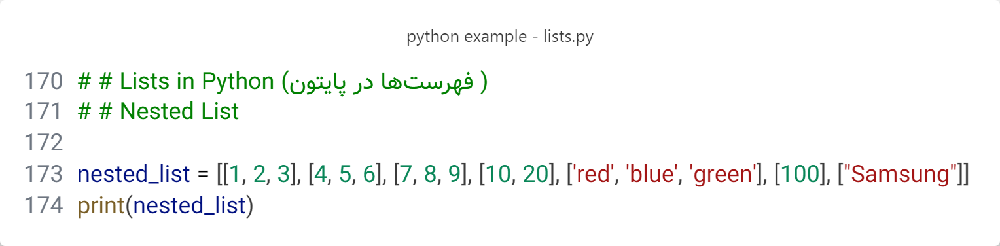 python example - lists.py
170 # # Lists in Python (فهرست‌ها در پایتون )
171 # # Nested List
172
173 nested_list = [[1, 2, 3], [4, 5, 6], [7, 8, 9], [10, 20], ['red', 'blue', 'green'], [100], ["Samsung"]]
174 print(nested_list)